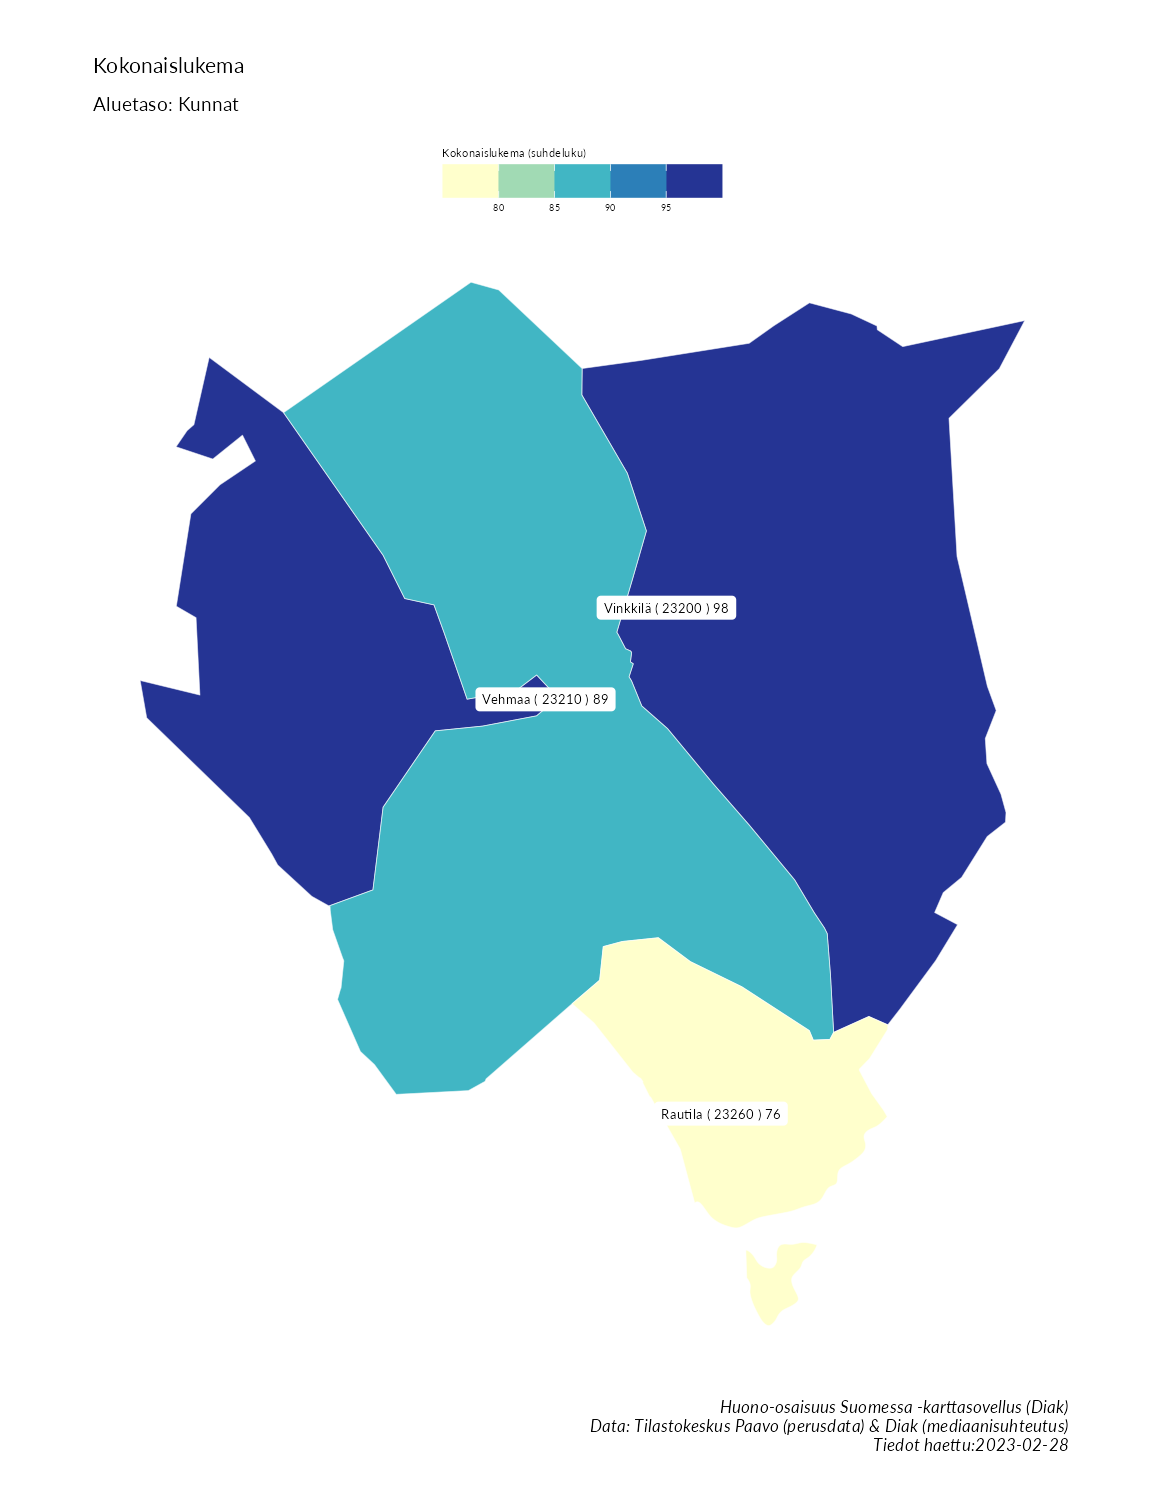 Kokonaislukema
Aluetaso: Kunnat
Kokonaislukema (suhdeluku)
80 85 90 95
Vinkkilä ( 23200 ) 98
Vehmaa ( 23210 ) 89
Rautila ( 23260 ) 76
Huono-osaisuus Suomessa -karttasovellus (Diak)
Data: Tilastokeskus Paavo (perusdata) & Diak (mediaanisuhteutus)
Tiedot haettu:2023-02-28